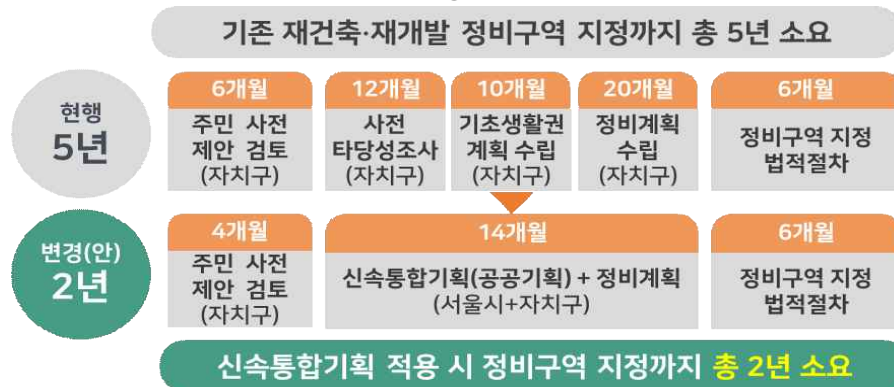 기존 재건축·재개발 정비구역 지정까지 총 5년 소요
현행
5년
6개월
주민 사전
제안 검토
(자치구)
12개월
사전
타당성조사
(자치구)
10개월
기초생활권
계획 수립
(자치구)
20개월
정비계획
수립
(자치구)
6개월
정비구역 지정
법적절차
변경(안)
2년
4개월
주민 사전
제안 검토
(자치구)
14개월
신속통합기획(공공기획) + 정비계획
(서울시+자치구)
6개월
정비구역 지정
법적절차
신속통합기획 적용 시 정비구역 지정까지 총 2년 소요